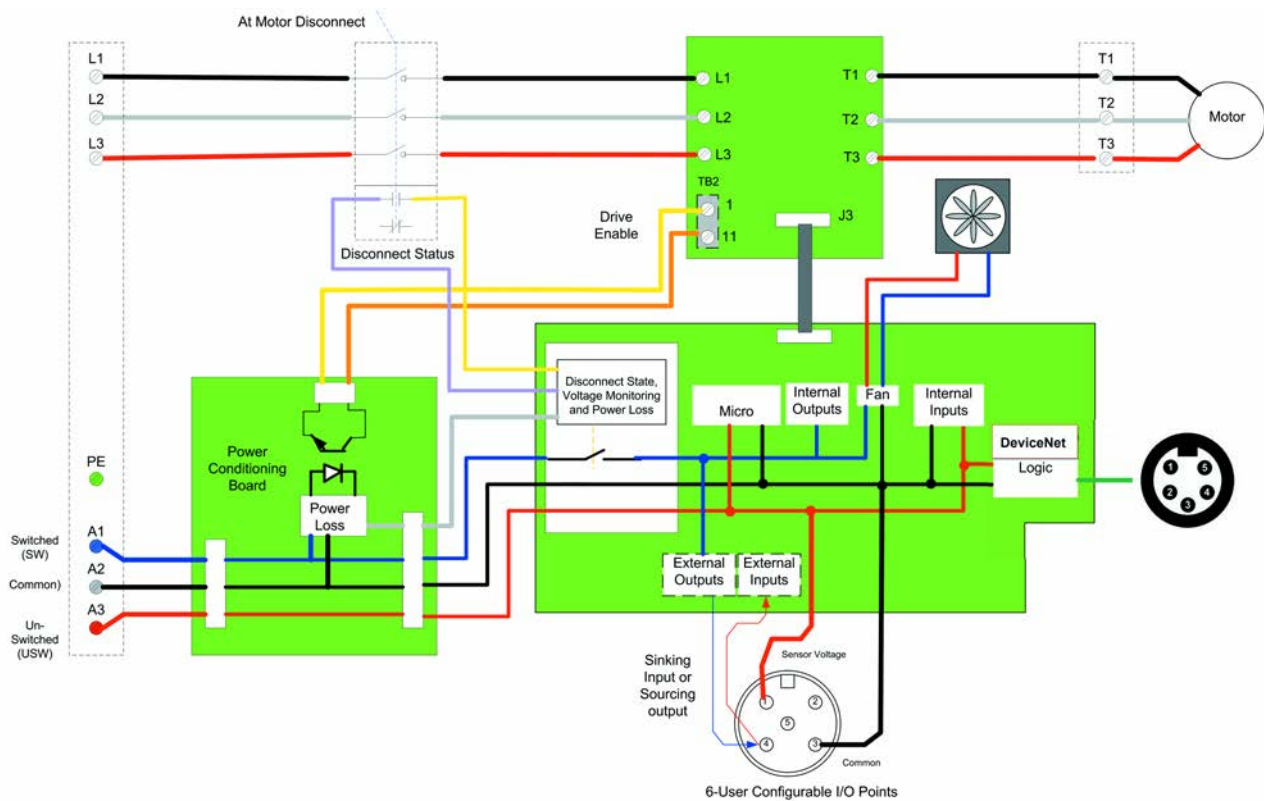 At Motor Disconnect
L1
L2
L3
L1
L2
L3
T1
T2
T3
T1
T2
T3
Motor
TB2
1
11
J3
Drive
Enable
Disconnect Status
Disconnect State,
Voltage Monitoring
and Power Loss
Micro
Internal
Outputs
Fan
Internal
Inputs
DeviceNet
Logic
1
5
2
4
3
Power
Conditioning
Board
Power
Loss
PE
A1
Switched
(SW)
A2
Common)
A3
Un-
Switched
(USW)
External
Outputs
External
Inputs
Sinking
Input or
Sourcing
output
Sensor Voltage
1
2
5
4
3
Common
6-User Configurable I/O Points